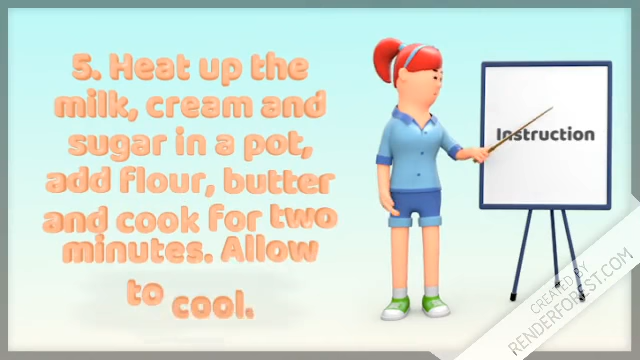 5. Heat up the
milk, cream and
sugar in a pot,
add flour, butter
and cook for two
minutes. Allow
to cool.
Instruction
CREATED BY
RENDERFOREST.COM